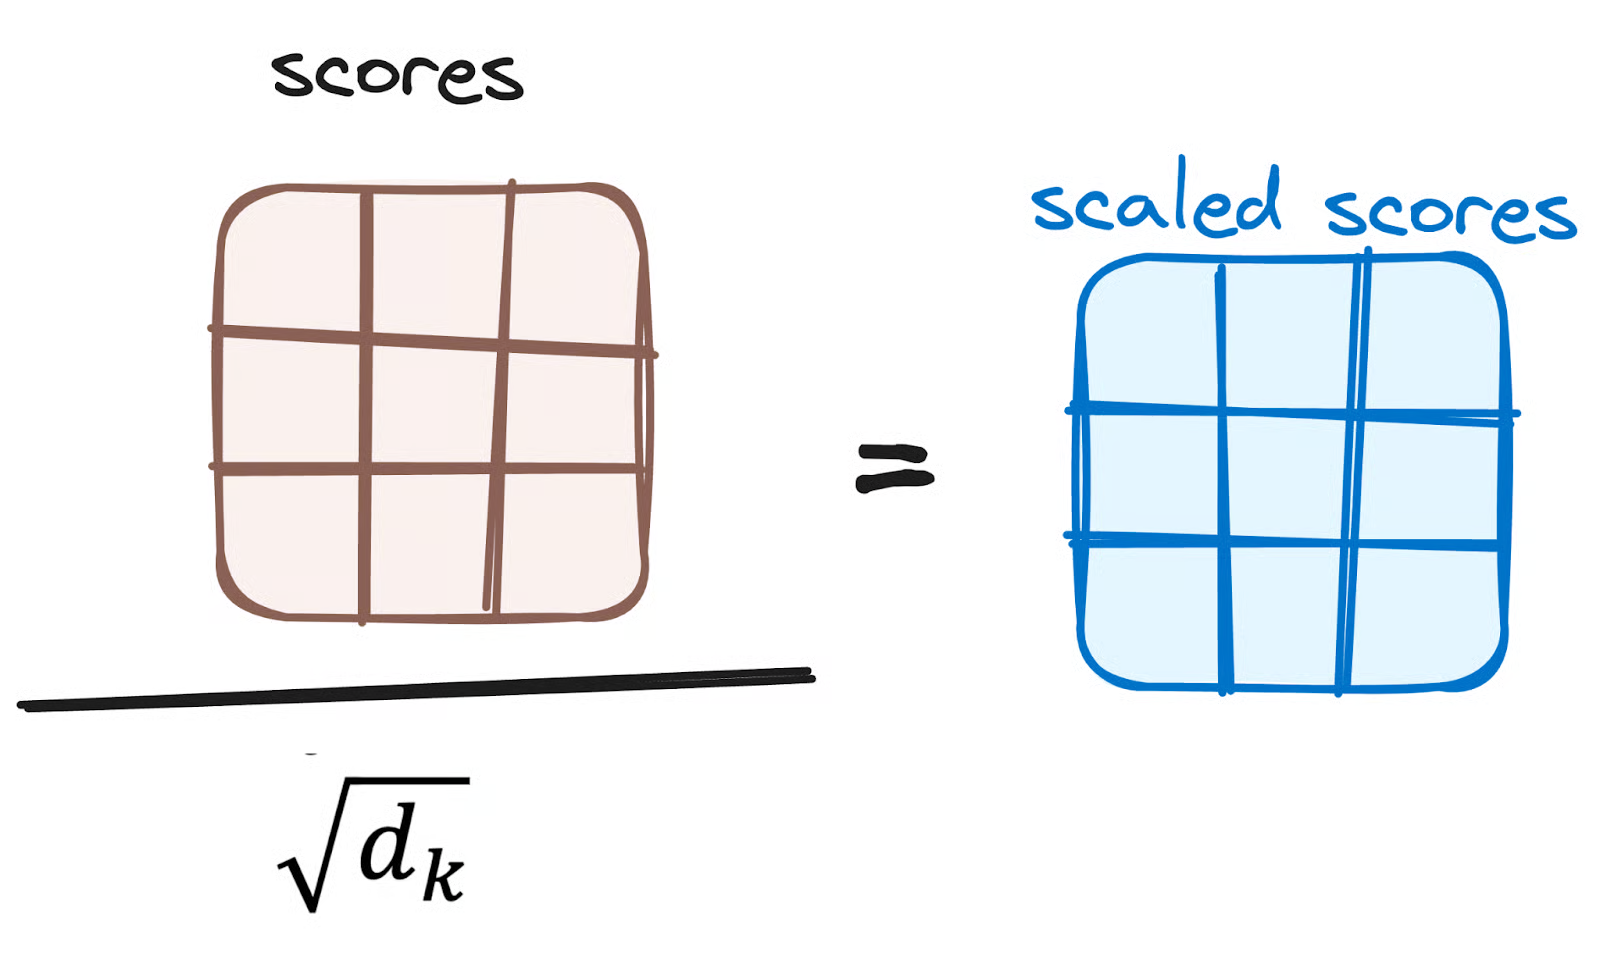 scores
scaled scores
=
√d_k